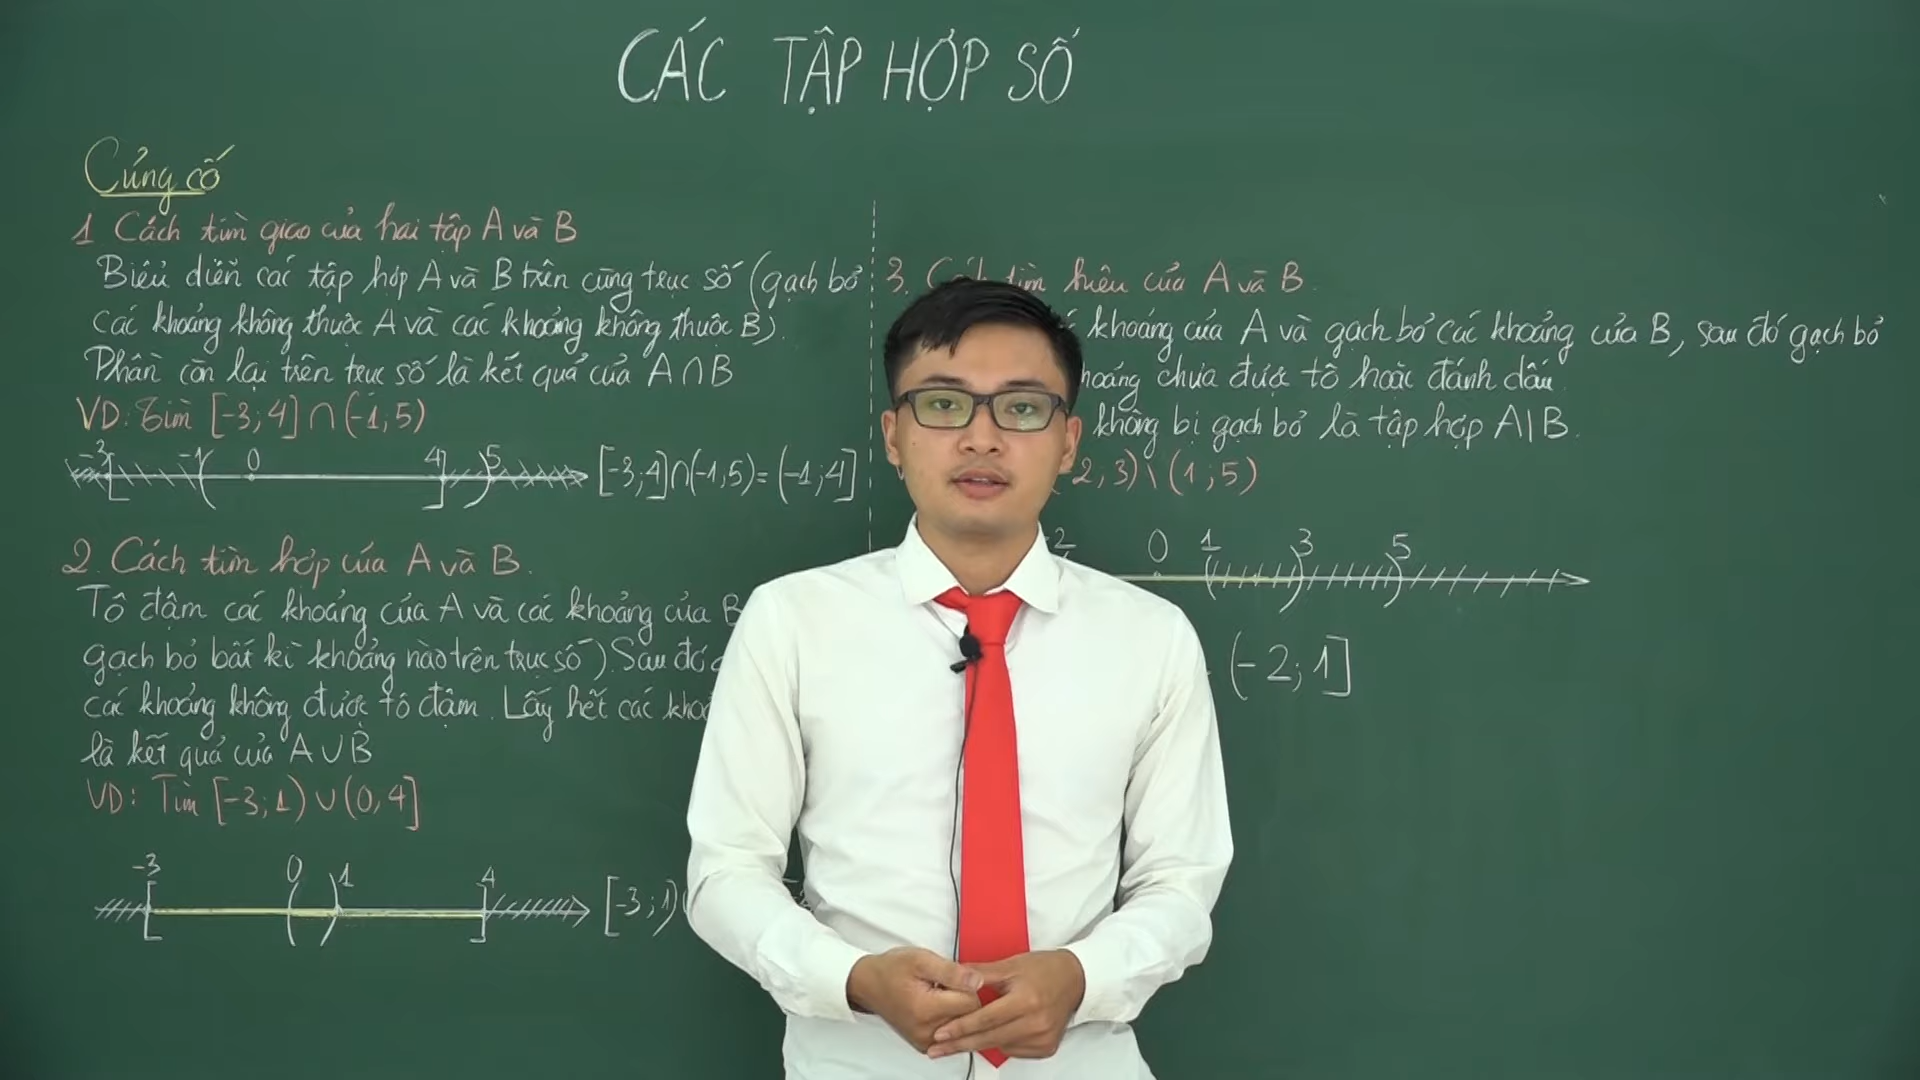 CÁC TẬP HỢP SỐ
Củng cố
1. Cách tìm giao của hai tập A và B
Biểu diễn các tập hợp A và B trên cùng trục số (gạch bỏ
các khoảng không thuộc A và các khoảng không thuộc B).
Phần còn lại trên trục số là kết quả của A∩B
VD: Tìm [-3;4]∩(-1;5)
-3 -1 0 4 5
[-3;4]∩(-1;5)=(-1;4]
2. Cách tìm hợp của A và B.
Tô đậm các khoảng của A và các khoảng của B
gạch bỏ bất kì khoảng nào trên trục số). Sau đó
các khoảng không được tô đậm. Lấy hết các
là kết quả của A∪B
VD: Tìm [-3;1)∪(0,4]
-3 0 1 4
[-3;1)
3. tìm hiệu của A và B.
khoảng của A và gạch bỏ các khoảng của B, sau đó gạch bỏ
chưa được tô hoặc đánh dấu.
không bị gạch bỏ là tập hợp A\B.
-2,3)\(1;5)
-2 0 1 3 5
(-2;1]